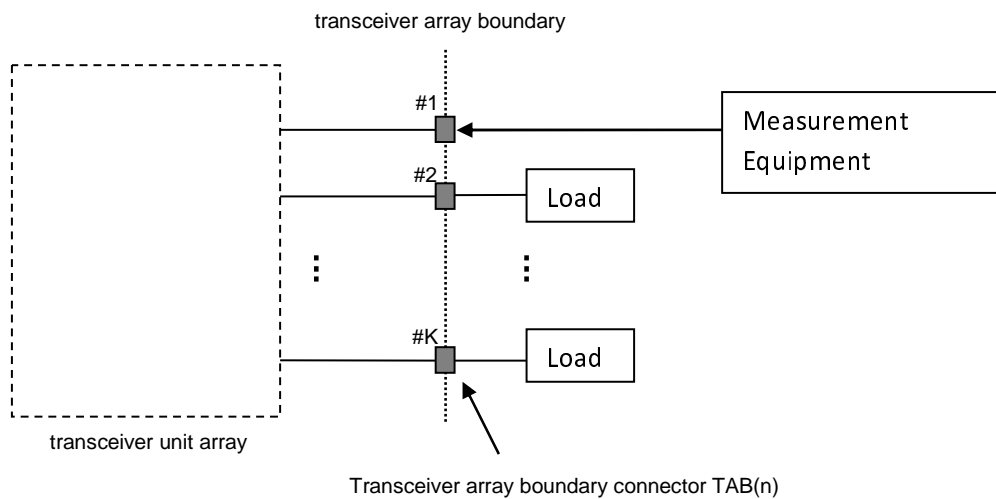 transceiver array boundary
#1
Measurement
Equipment
#2
Load
#K
Load
transceiver unit array
Transceiver array boundary connector TAB(n)